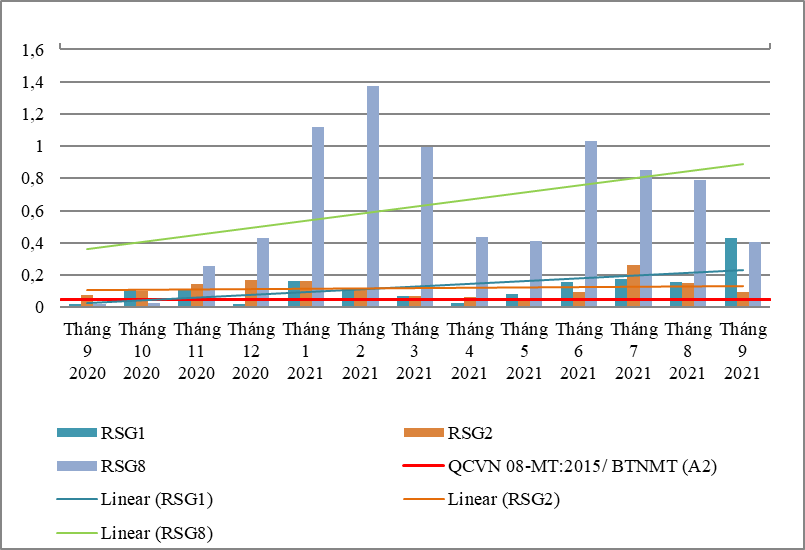 1,6
1,4
1,2
1
0,8
0,6
0,4
0,2
0
Tháng Tháng Tháng Tháng Tháng Tháng Tháng Tháng Tháng Tháng Tháng Tháng Tháng
9 10 11 12 1 2 3 4 5 6 7 8 9
2020 2020 2020 2020 2021 2021 2021 2021 2021 2021 2021 2021 2021
RSG1 RSG2
RSG8 QCVN 08-MT:2015/ BTNMT (A2)
Linear (RSG1) Linear (RSG2)
Linear (RSG8)